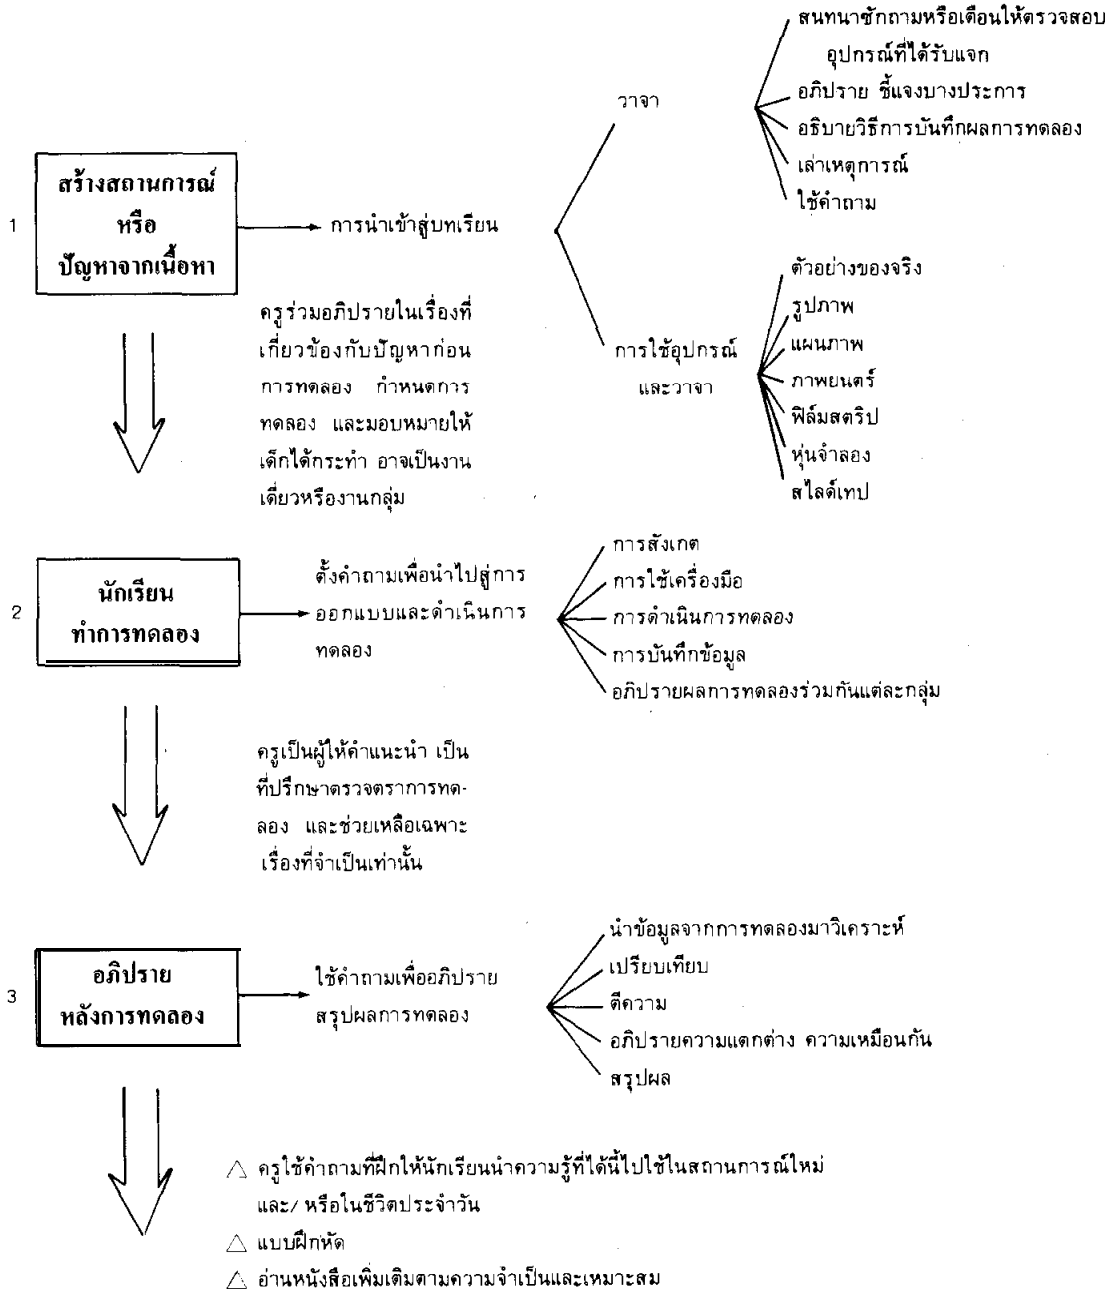 สนทนาซักถามหรือเตือนให้ตรวจสอบ
อุปกรณ์ที่ได้รับแจก
วาจา
อภิปราย ชี้แจงบางประการ
อธิบายวิธีการบันทึกผลการทดลอง
เล่าเหตุการณ์
ใช้คำถาม
1
สร้างสถานการณ์
หรือ
ปัญหาจากเนื้อหา
การนำเข้าสู่บทเรียน
ตัวอย่างของจริง
รูปภาพ
แผนภาพ
ภาพยนตร์
ฟิล์มสตริป
หุ่นจำลอง
สไลด์เทป
การใช้อุปกรณ์
และวาจา
ครูร่วมอภิปรายในเรื่องที่
เกี่ยวข้องกับปัญหาก่อน
การทดลอง กำหนดการ
ทดลอง และมอบหมายให้
เด็กได้กระทำ อาจเป็นงาน
เดี่ยวหรืองานกลุ่ม
2
นักเรียน
ทำการทดลอง
ตั้งคำถามเพื่อนำไปสู่การ
ออกแบบและดำเนินการ
ทดลอง
การสังเกต
การใช้เครื่องมือ
การดำเนินการทดลอง
การบันทึกข้อมูล
อภิปรายผลการทดลองร่วมกันแต่ละกลุ่ม
ครูเป็นผู้ให้คำแนะนำ เป็น
ที่ปรึกษาตรวจตราการทด-
ลอง และช่วยเหลือเฉพาะ
เรื่องที่จำเป็นเท่านั้น
3
อภิปราย
หลังการทดลอง
ใช้คำถามเพื่ออภิปราย
สรุปผลการทดลอง
นำข้อมูลจากการทดลองมาวิเคราะห์
เปรียบเทียบ
ตีความ
อภิปรายความแตกต่าง ความเหมือนกัน
สรุปผล
△ ครูใช้คำถามที่ฝึกให้นักเรียนนำความรู้ที่ได้นี้ไปใช้ในสถานการณ์ใหม่
และ/ หรือในชีวิตประจำวัน
△ แบบฝึกหัด
△ อ่านหนังสือเพิ่มเติมตามความจำเป็นและเหมาะสม